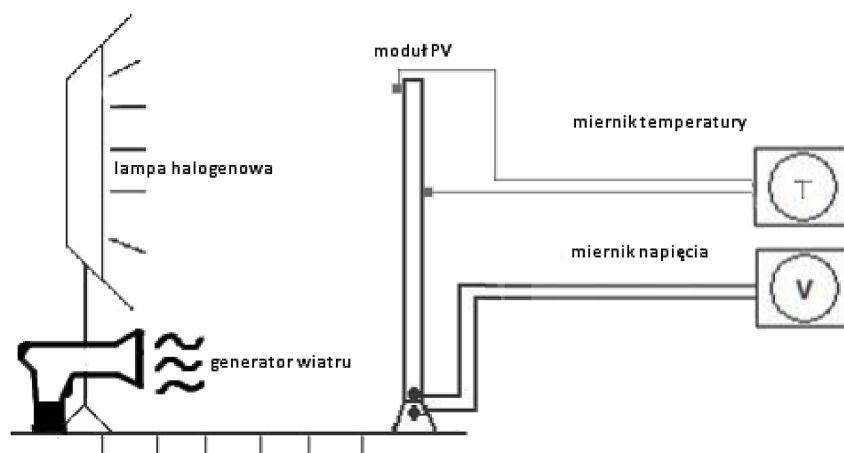 moduł PV
miernik temperatury
lampa halogenowa
T
miernik napięcia
V
generator wiatru